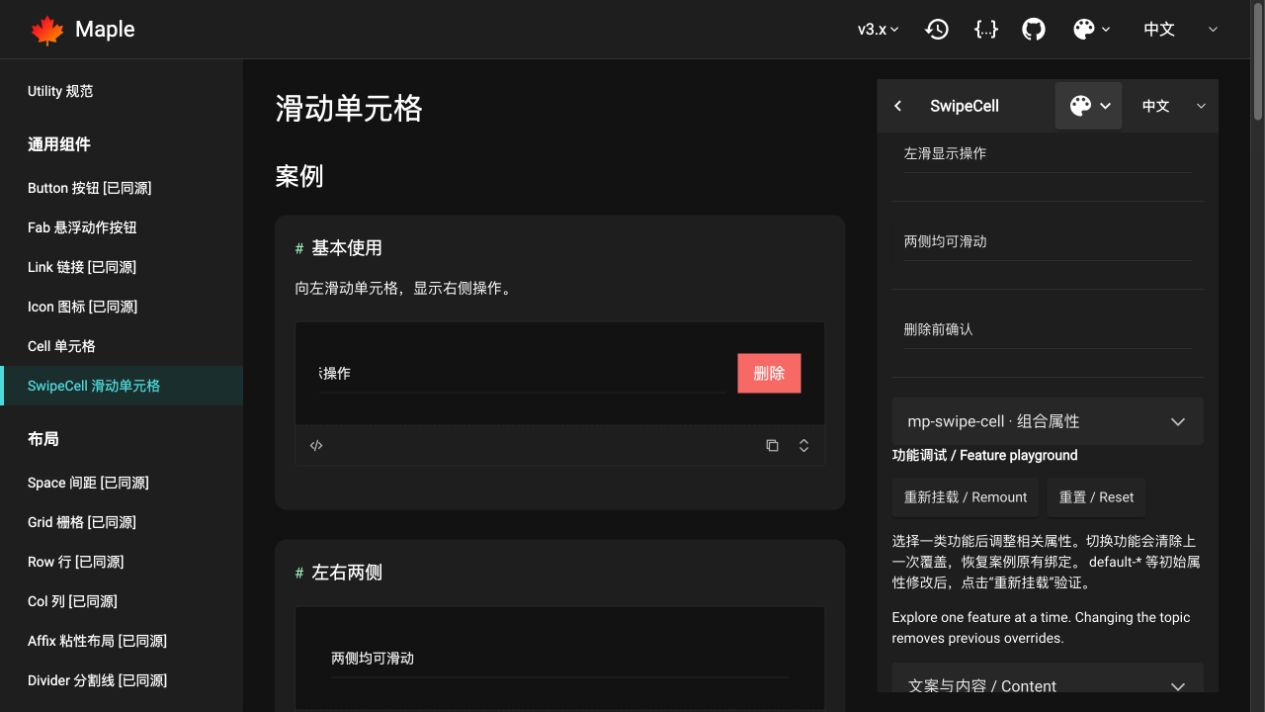 Maple
v3.x
中文
Utility 规范
通用组件
Button 按钮 [已同源]
Fab 悬浮动作按钮
Link 链接 [已同源]
Icon 图标 [已同源]
Cell 单元格
SwipeCell 滑动单元格
布局
Space 间距 [已同源]
Grid 栅格 [已同源]
Row 行 [已同源]
Col 列 [已同源]
Affix 粘性布局 [已同源]
Divider 分割线 [已同源]
滑动单元格
案例
# 基本使用
向左滑动单元格，显示右侧操作。
操作
删除
# 左右两侧
两侧均可滑动
SwipeCell
中文
左滑显示操作
两侧均可滑动
删除前确认
mp-swipe-cell · 组合属性
功能调试 / Feature playground
重新挂载 / Remount
重置 / Reset
选择一类功能后调整相关属性。切换功能会清除上
一次覆盖，恢复案例原有绑定。 default-* 等初始属
性修改后，点击“重新挂载”验证。
Explore one feature at a time. Changing the topic
removes previous overrides.
文案与内容 / Content